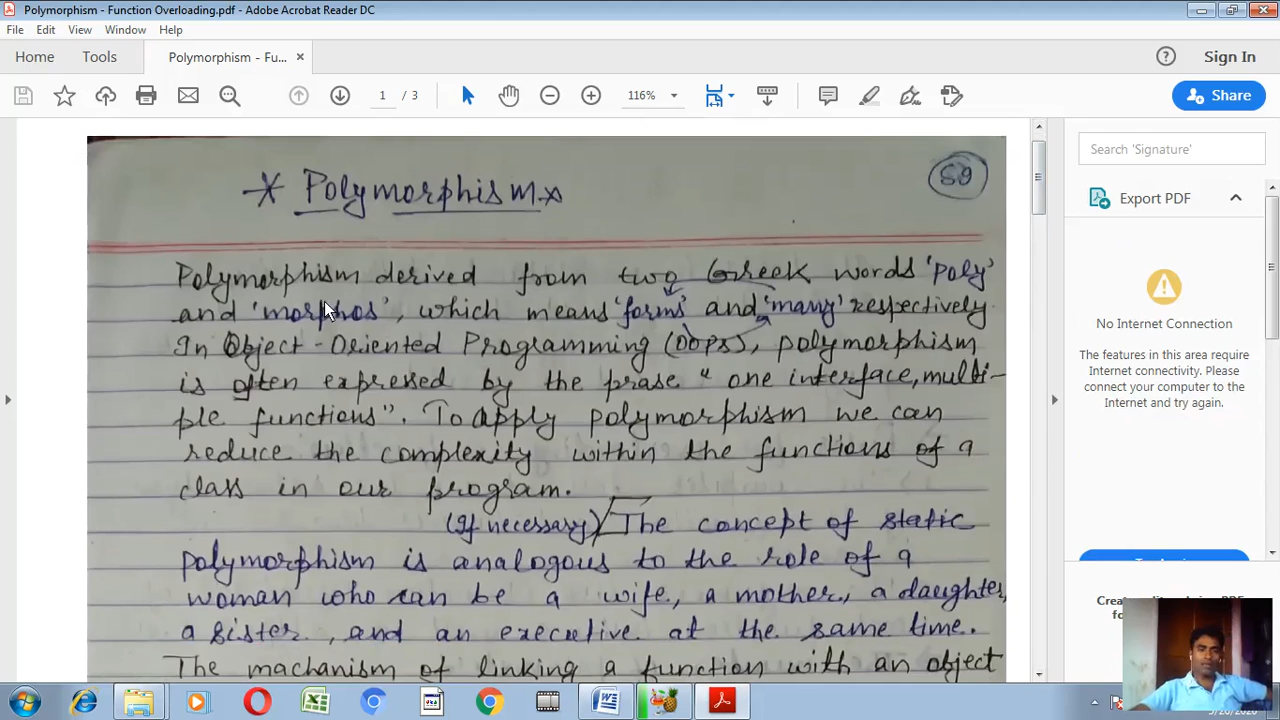 Polymorphism - Function Overloading.pdf - Adobe Acrobat Reader DC
File Edit View Window Help
Home Tools Polymorphism - Fu... × Sign In
1 / 3 116% Share
Polymorphism
59
Polymorphism derived from two Greek words 'poly'
and 'morphos', which means 'forms' and 'many' respectively.
In Object-Oriented Programming (OOPs), polymorphism
is often expressed by the prase "one interface, multi-
ple functions". To apply polymorphism we can
reduce the complexity within the functions of a
class in our program.
(If necessary) The concept of static
polymorphism is analogous to the role of a
woman who can be a wife, a mother, a daughter,
a sister, and an executive at the same time.
The machanism of linking a function with an object
Search 'Signature'
Export PDF
No Internet Connection
The features in this area require
Internet connectivity. Please
connect your computer to the
Internet and try again.